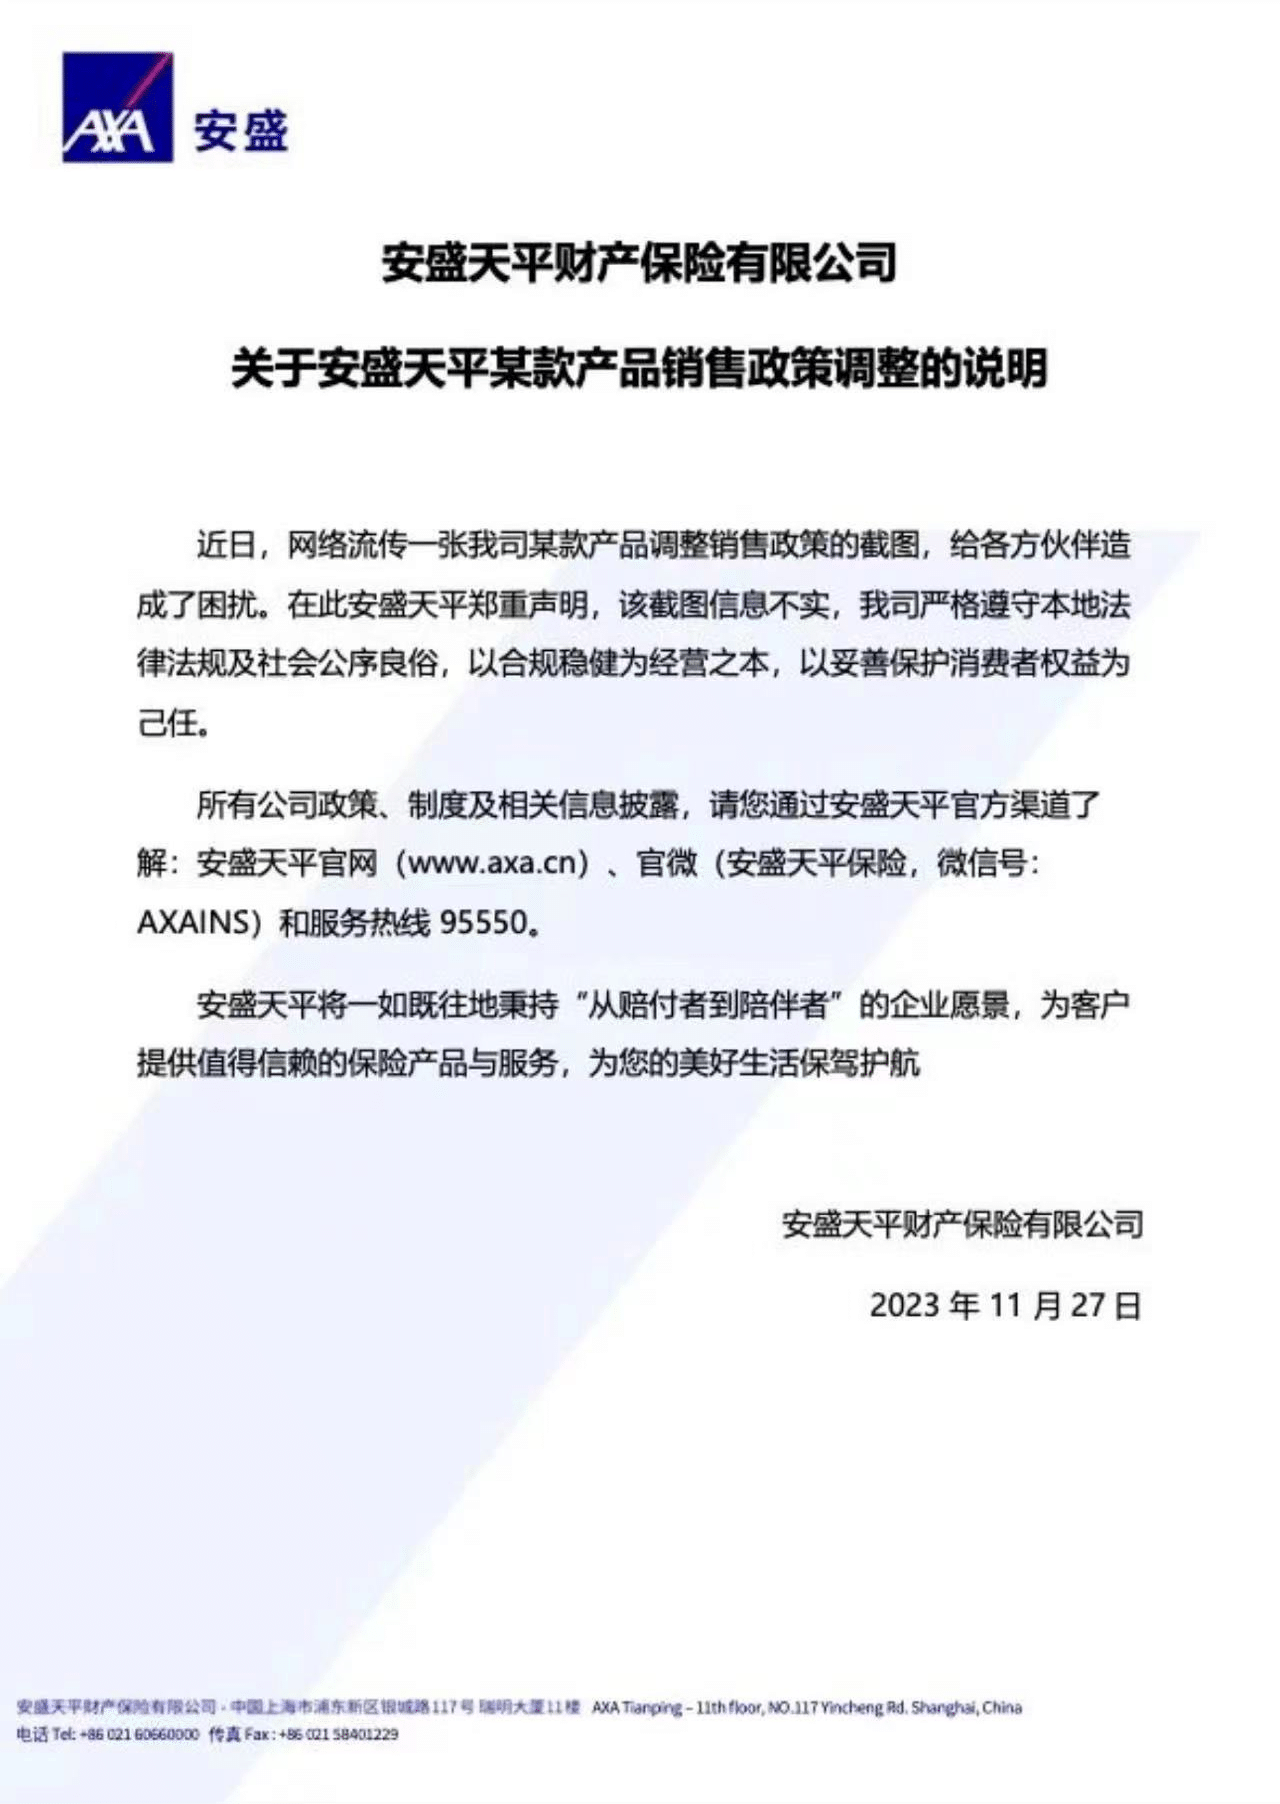 AXA 安盛
安盛天平财产保险有限公司
关于安盛天平某款产品销售政策调整的说明
近日，网络流传一张我司某款产品调整销售政策的截图，给各方伙伴造
成了困扰。在此安盛天平郑重声明，该截图信息不实，我司严格遵守本地法
律法规及社会公序良俗，以合规稳健为经营之本，以妥善保护消费者权益为
己任。
所有公司政策、制度及相关信息披露，请您通过安盛天平官方渠道了
解：安盛天平官网（www.axa.cn）、官微（安盛天平保险，微信号：
AXAINS）和服务热线 95550。
安盛天平将一如既往地秉持“从赔付者到陪伴者”的企业愿景，为客户
提供值得信赖的保险产品与服务，为您的美好生活保驾护航
安盛天平财产保险有限公司
2023 年 11 月 27 日
安盛天平财产保险有限公司 - 中国上海市浦东新区银城路117号 瑞明大厦11楼 AXA Tianping – 11th floor, NO.117 Yincheng Rd. Shanghai, China
电话 Tel: +86 021 60660000 传真 Fax : +86 021 58401229